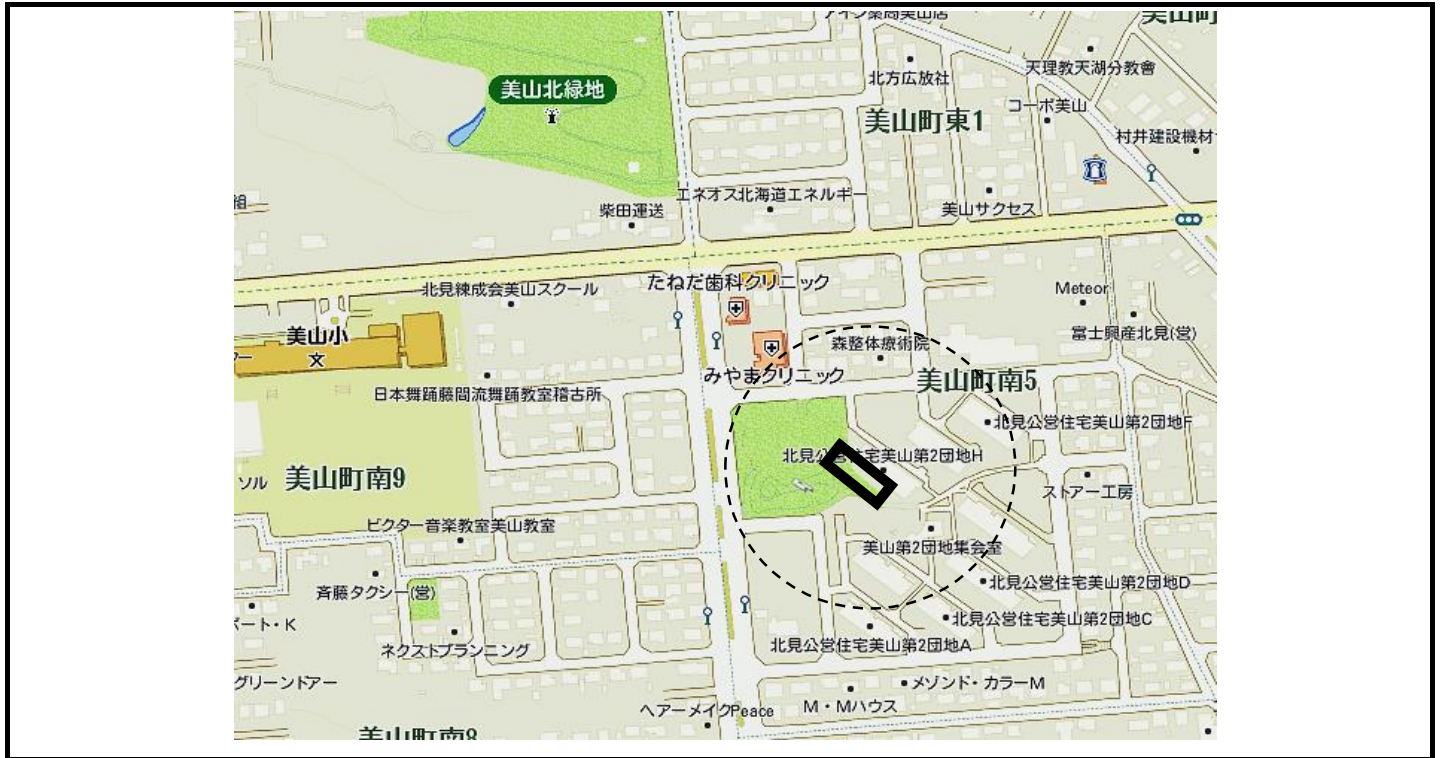 美山北緑地
北方広放社
天理教天湖分教會
コーポ美山
美山町東1
村井建設機材
エネオス北海道エネルギー
柴田運送
美山サクセス
たねだ歯科クリニック
北見練成会美山スクール
Meteor
美山小
文
森整体療術院
富士興産北見(営)
みやまクリニック
美山町南5
日本舞踊藤間流舞踊教室稽古所
北見公営住宅美山第2団地F
北見公営住宅美山第2団地H
美山町南9
ソル
ストアー工房
ビクター音楽教室美山教室
美山第2団地集会室
斉藤タクシー(営)
北見公営住宅美山第2団地D
ート・K
北見公営住宅美山第2団地C
ネクストプランニング
北見公営住宅美山第2団地A
グリーンドアー
メゾンド・カラーM
ヘアーメイクPeace
M・Mハウス
美山町南8